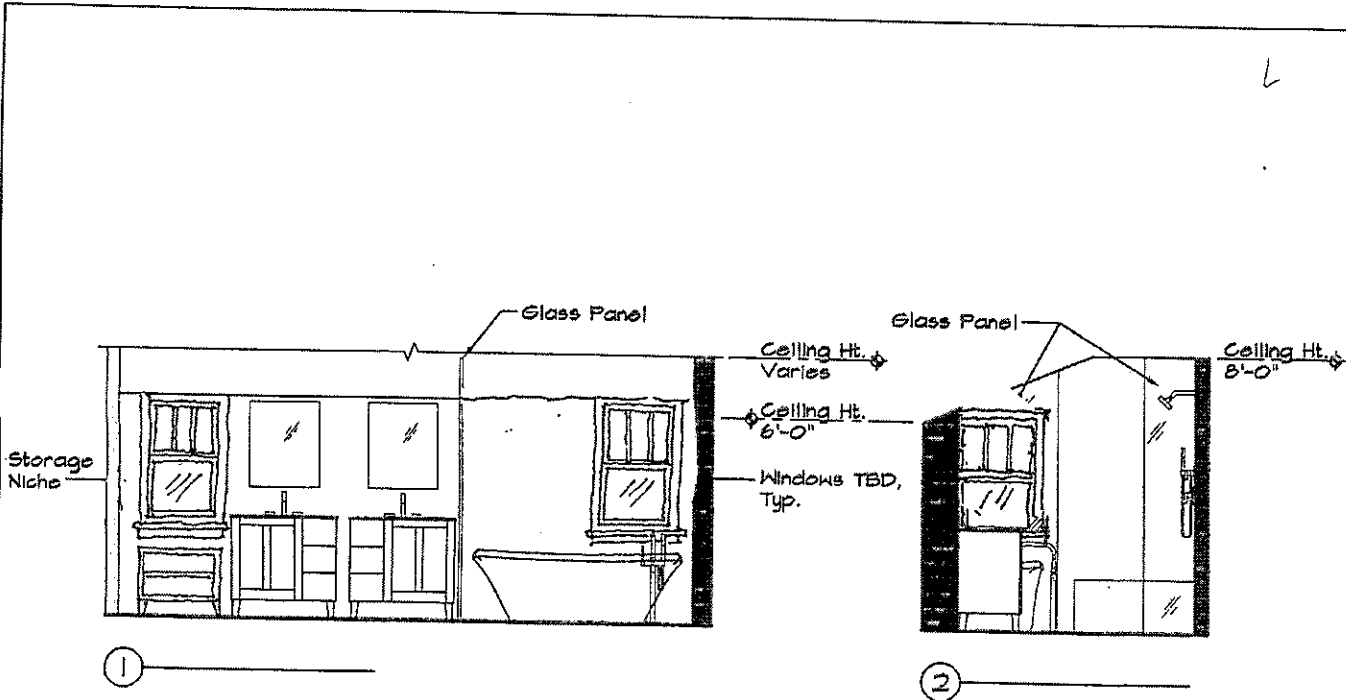 Glass Panel
Ceiling Ht.
Varies
Ceiling Ht.
6'-0"
Storage
Niche
Windows TBD,
Typ.
1
Glass Panel
Ceiling Ht.
8'-0"
2